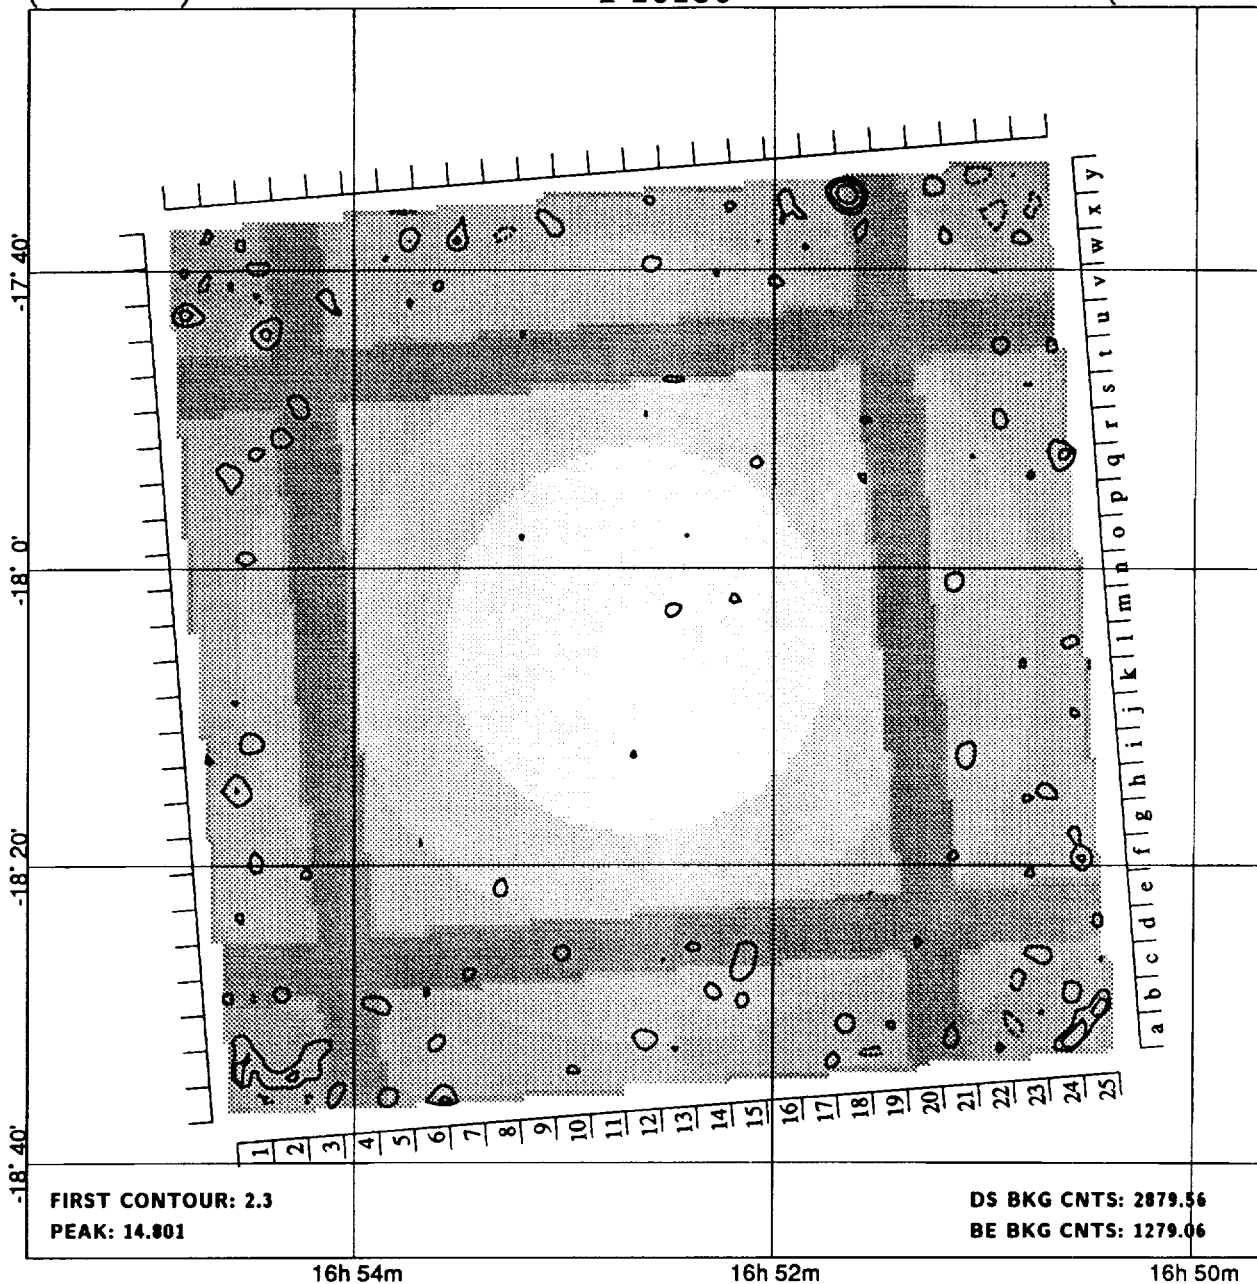 -17° 40'
-18° 0'
-18° 20'
-18° 40'
y
x
w
v
u
t
s
r
q
p
o
n
m
l
k
j
i
h
g
f
e
d
c
b
a
1 2 3 4 5 6 7 8 9 10 11 12 13 14 15 16 17 18 19 20 21 22 23 24 25
FIRST CONTOUR: 2.3
PEAK: 14.801
DS BKG CNTS: 2879.56
BE BKG CNTS: 1279.06
16h 54m
16h 52m
16h 50m